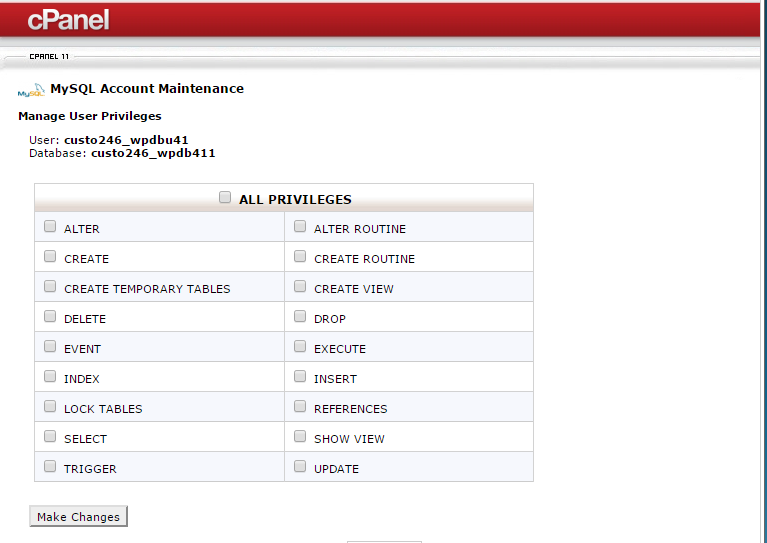 cPanel
CPANEL 11
MySQL MySQL Account Maintenance
Manage User Privileges
User: custo246_wpdbu41
Database: custo246_wpdb411
ALL PRIVILEGES
ALTER ALTER ROUTINE
CREATE CREATE ROUTINE
CREATE TEMPORARY TABLES CREATE VIEW
DELETE DROP
EVENT EXECUTE
INDEX INSERT
LOCK TABLES REFERENCES
SELECT SHOW VIEW
TRIGGER UPDATE
Make Changes